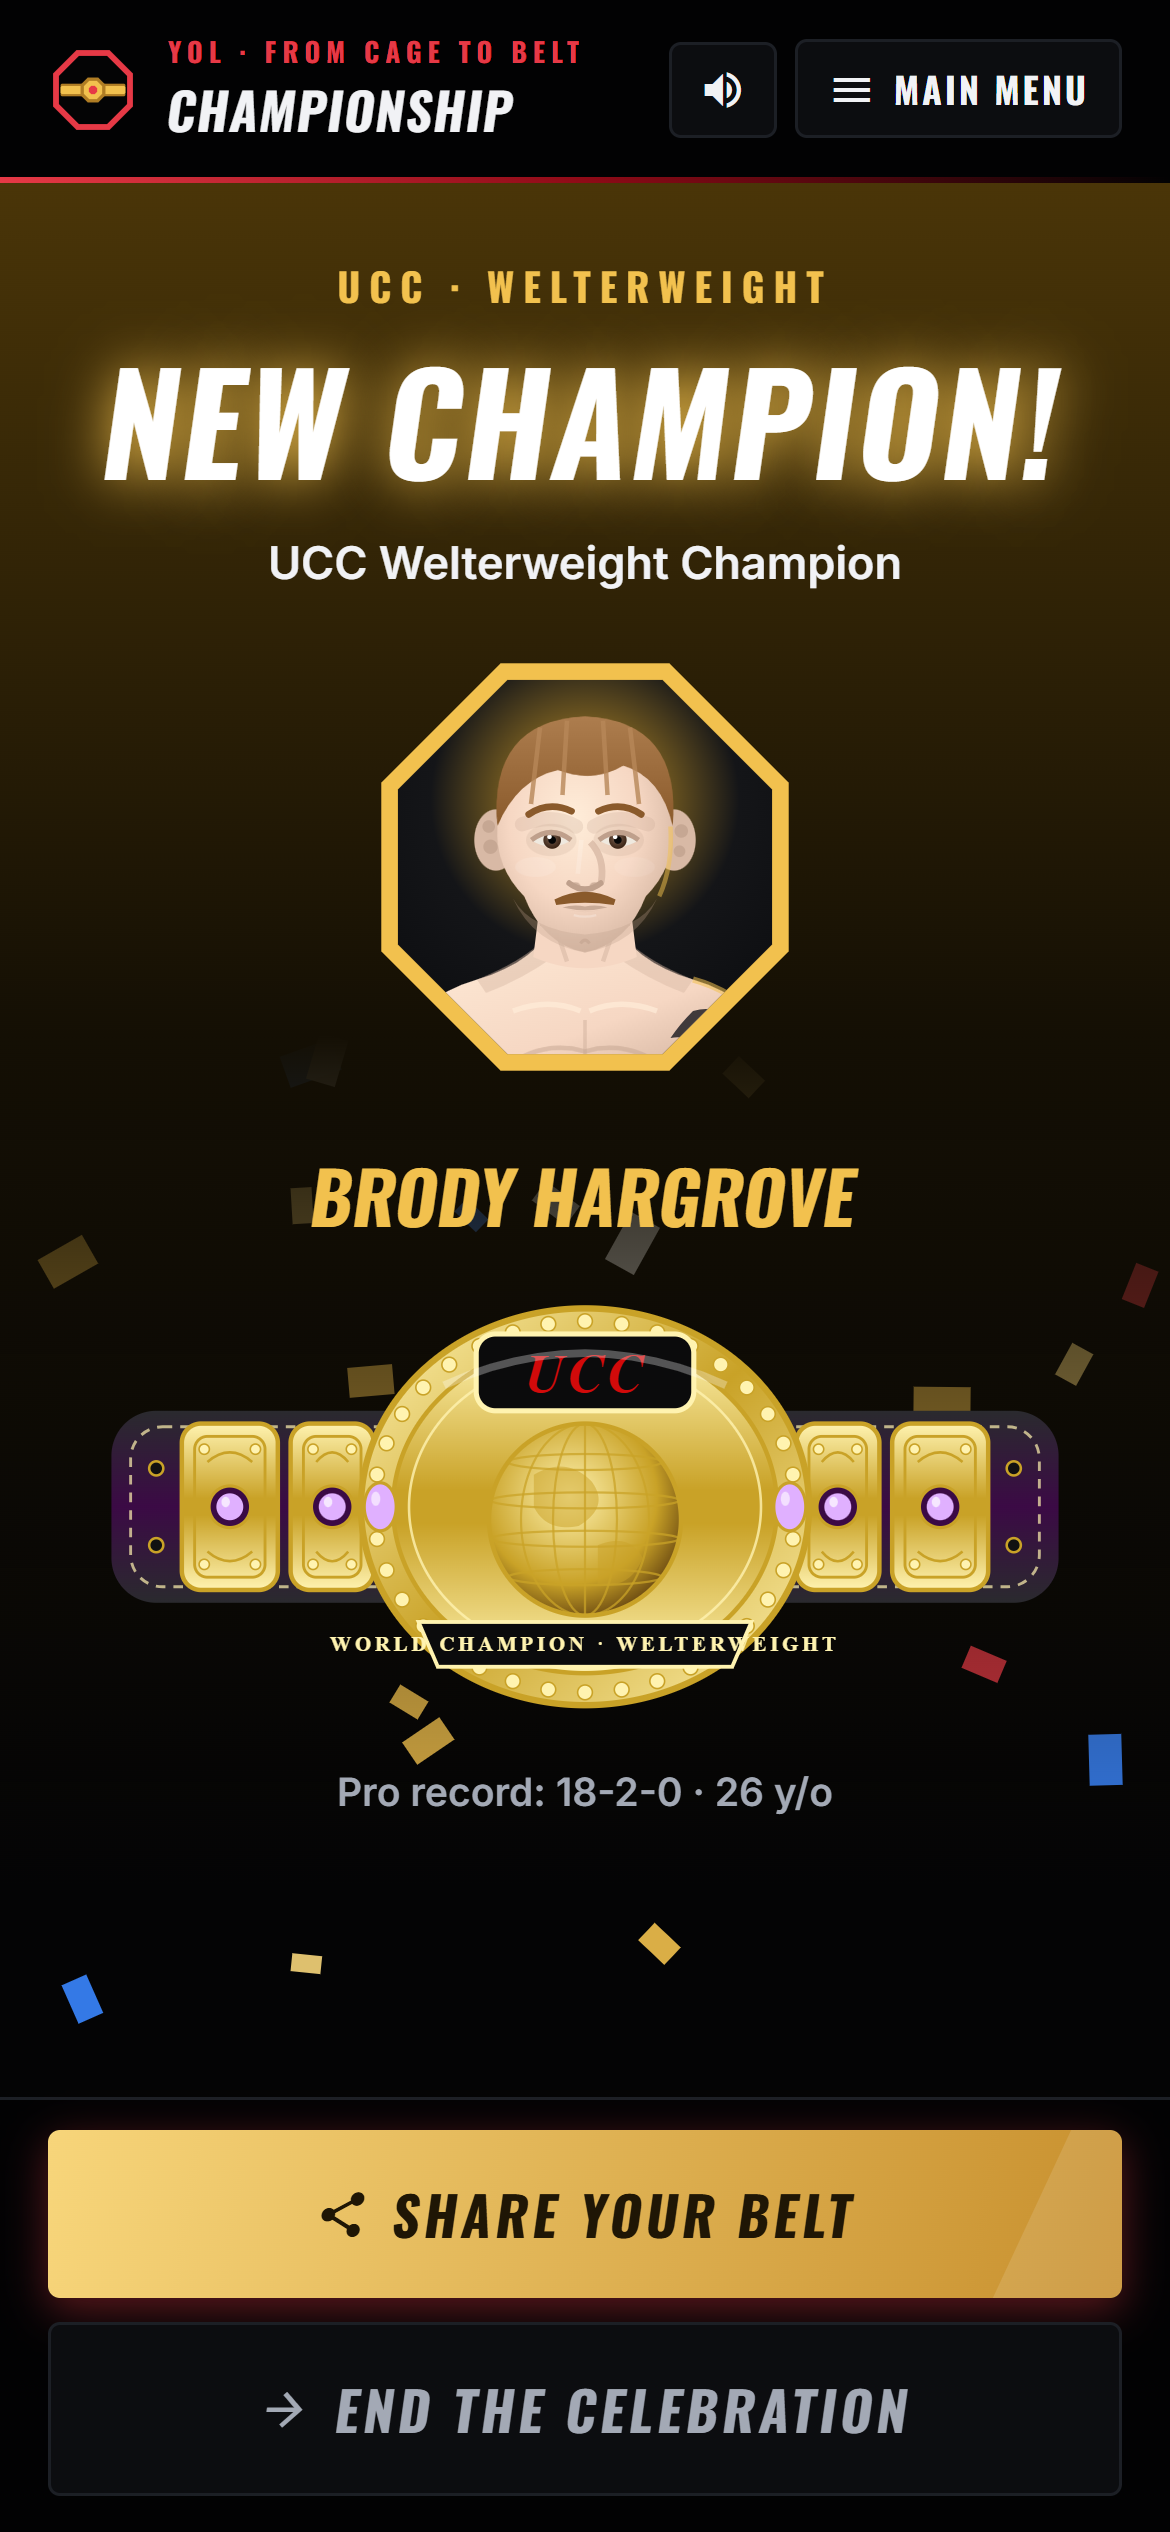 YOL · FROM CAGE TO BELT
CHAMPIONSHIP
MAIN MENU
UCC · WELTERWEIGHT
NEW CHAMPION!
UCC Welterweight Champion
BRODY HARGROVE
UCC
WORLD CHAMPION · WELTERWEIGHT
Pro record: 18-2-0 · 26 y/o
SHARE YOUR BELT
END THE CELEBRATION